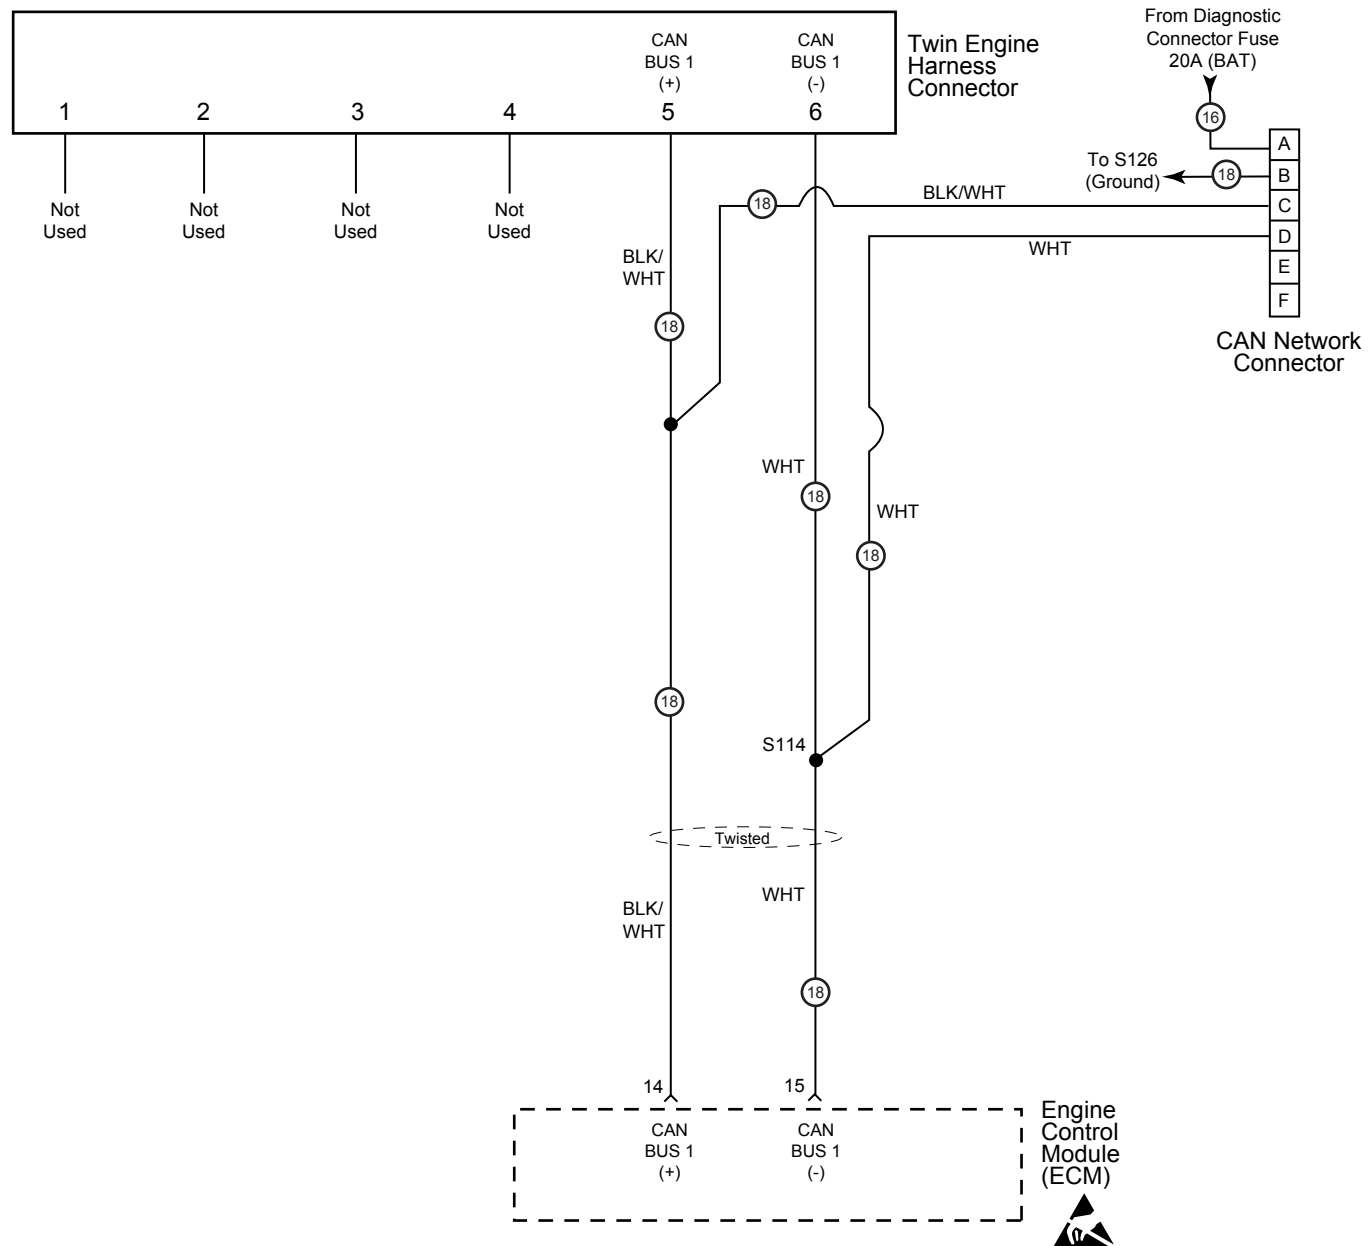 CAN
BUS 1
(+)
CAN
BUS 1
(-)
Twin Engine
Harness
Connector
From Diagnostic
Connector Fuse
20A (BAT)
1
2
3
4
5
6
16
A
To S126
(Ground)
18
B
Not
Used
Not
Used
Not
Used
Not
Used
18
BLK/WHT
C
D
WHT
BLK/
WHT
E
F
18
CAN Network
Connector
WHT
18
WHT
18
18
S114
Twisted
WHT
BLK/
WHT
18
14
15
CAN
BUS 1
(+)
CAN
BUS 1
(-)
Engine
Control
Module
(ECM)